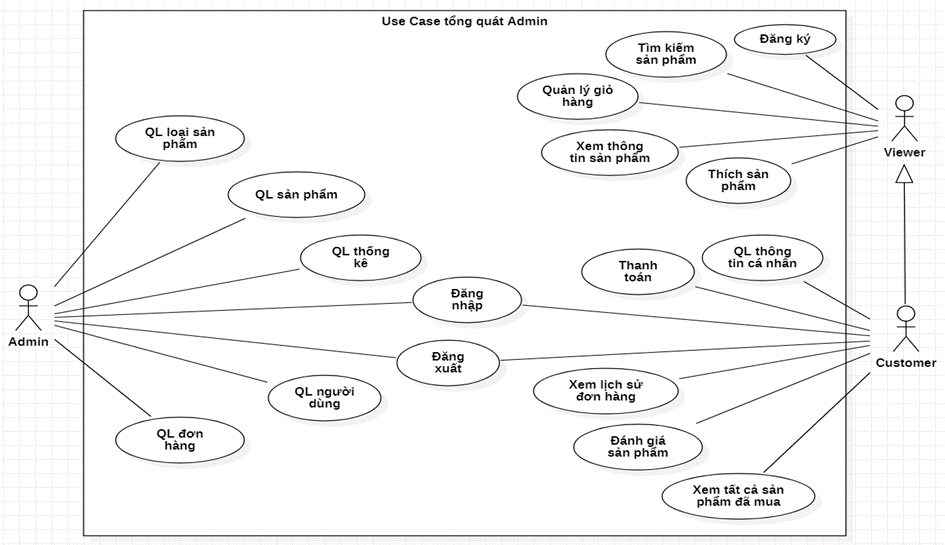 Use Case tổng quát Admin
Đăng ký
Tìm kiếm
sản phẩm
Quản lý giỏ
hàng
Xem thông
tin sản phẩm
Thích sản
phẩm
Viewer
QL loại sản
phẩm
QL sản phẩm
QL thống
kê
Đăng
nhập
Đăng
xuất
QL người
dùng
QL đơn
hàng
Admin
Thanh
toán
QL thông
tin cá nhân
Xem lịch sử
đơn hàng
Đánh giá
sản phẩm
Xem tất cả sản
phẩm đã mua
Customer